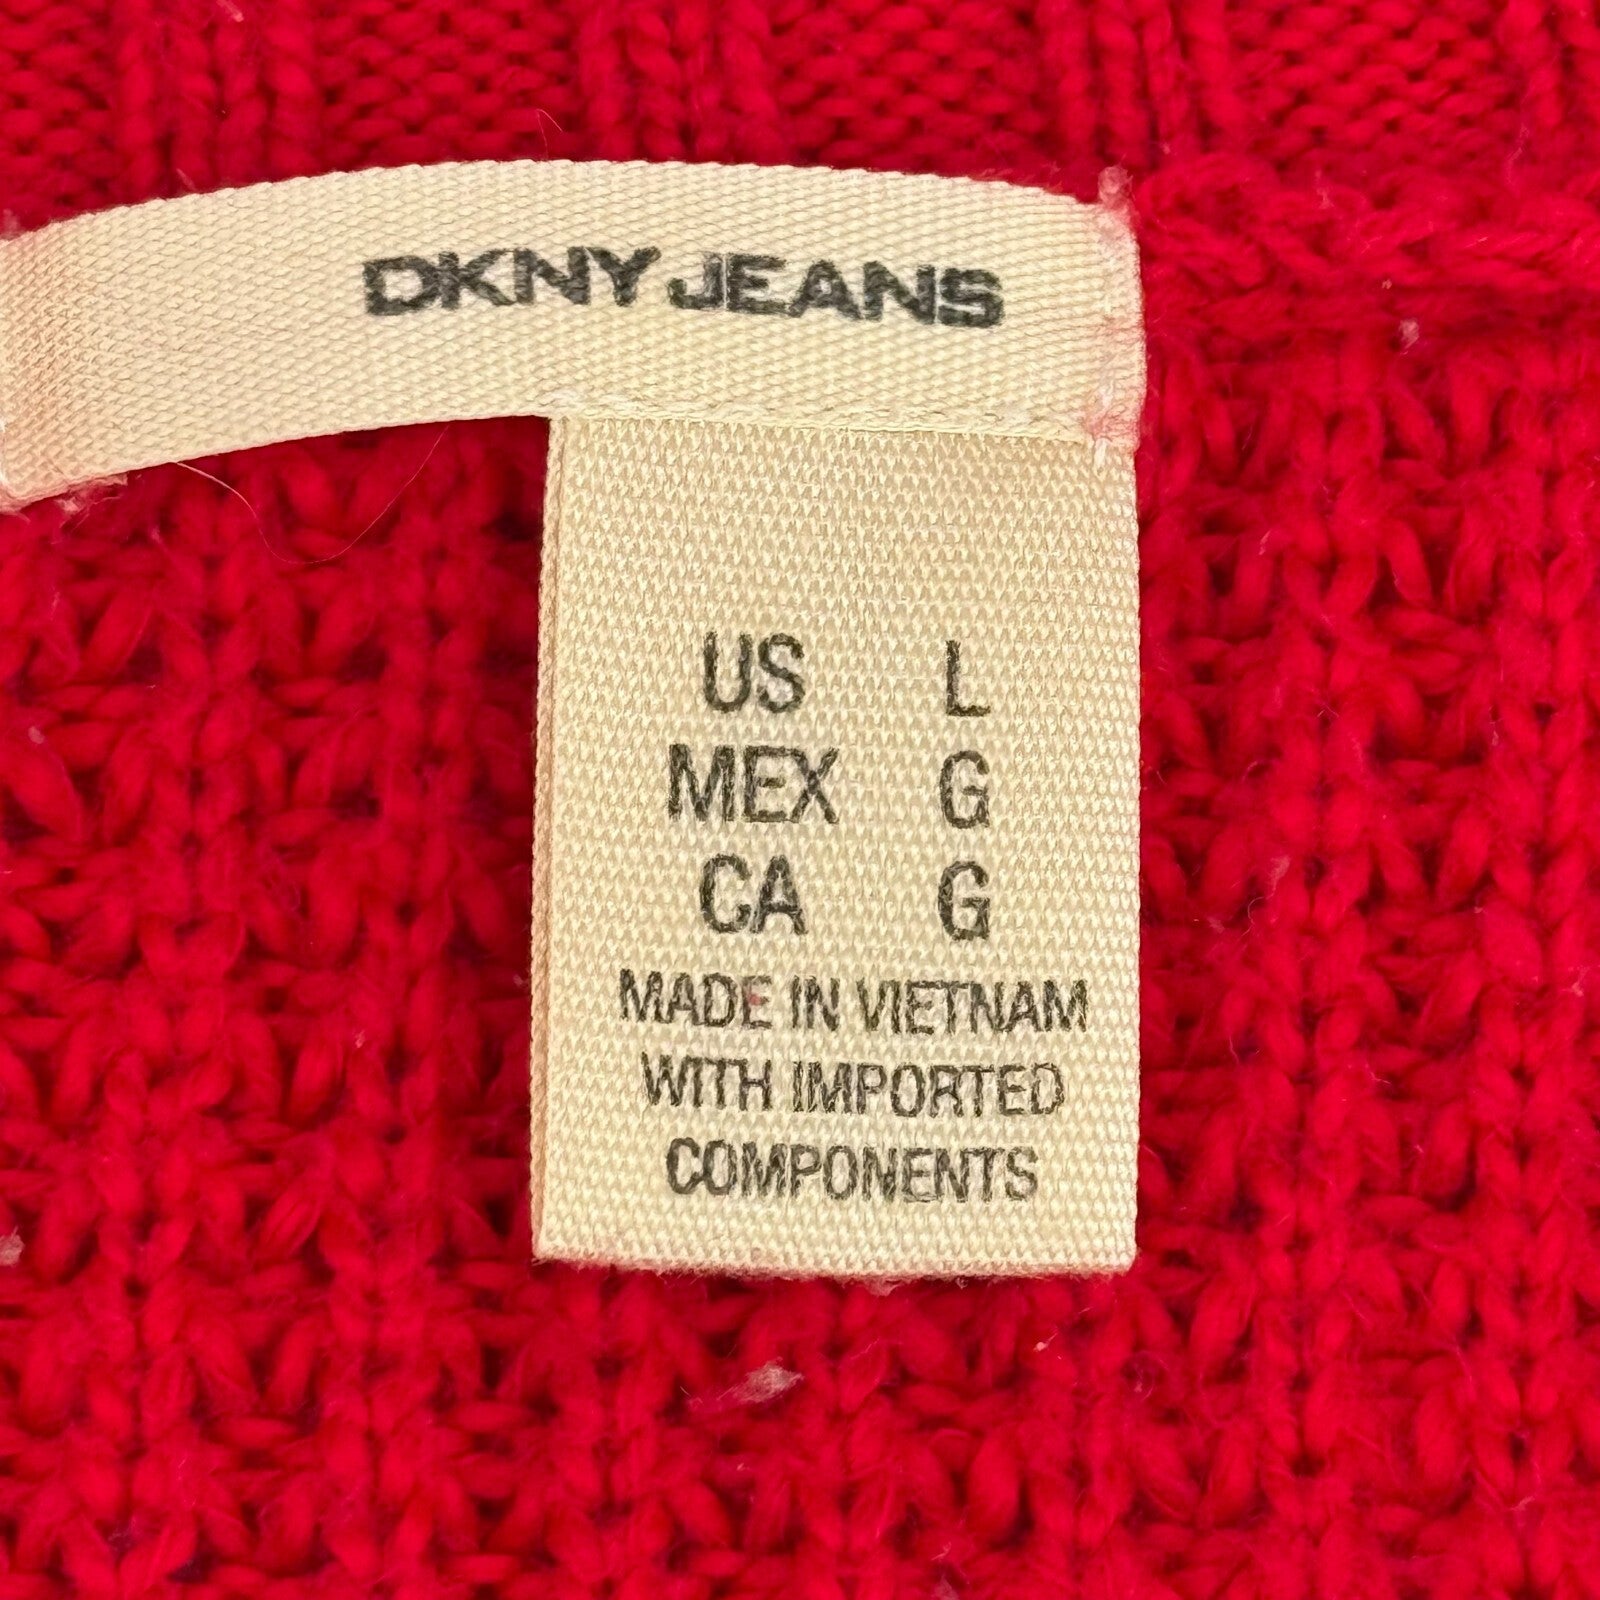 DKNY JEANS
US L
MEX G
CA G
MADE IN VIETNAM
WITH IMPORTED
COMPONENTS